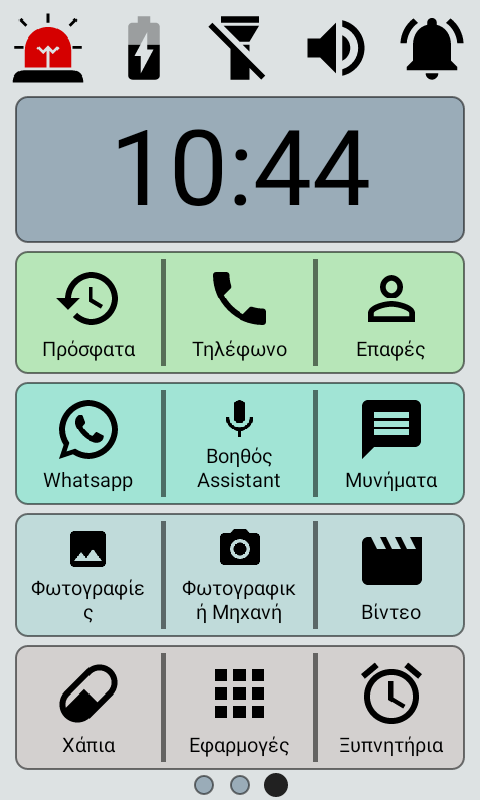 10:44
Πρόσφατα
Τηλέφωνο
Επαφές
Whatsapp
Βοηθός
Assistant
Μυνήματα
Φωτογραφίε
ς
Φωτογραφικ
ή Μηχανή
Βίντεο
Χάπια
Εφαρμογές
Ξυπνητήρια